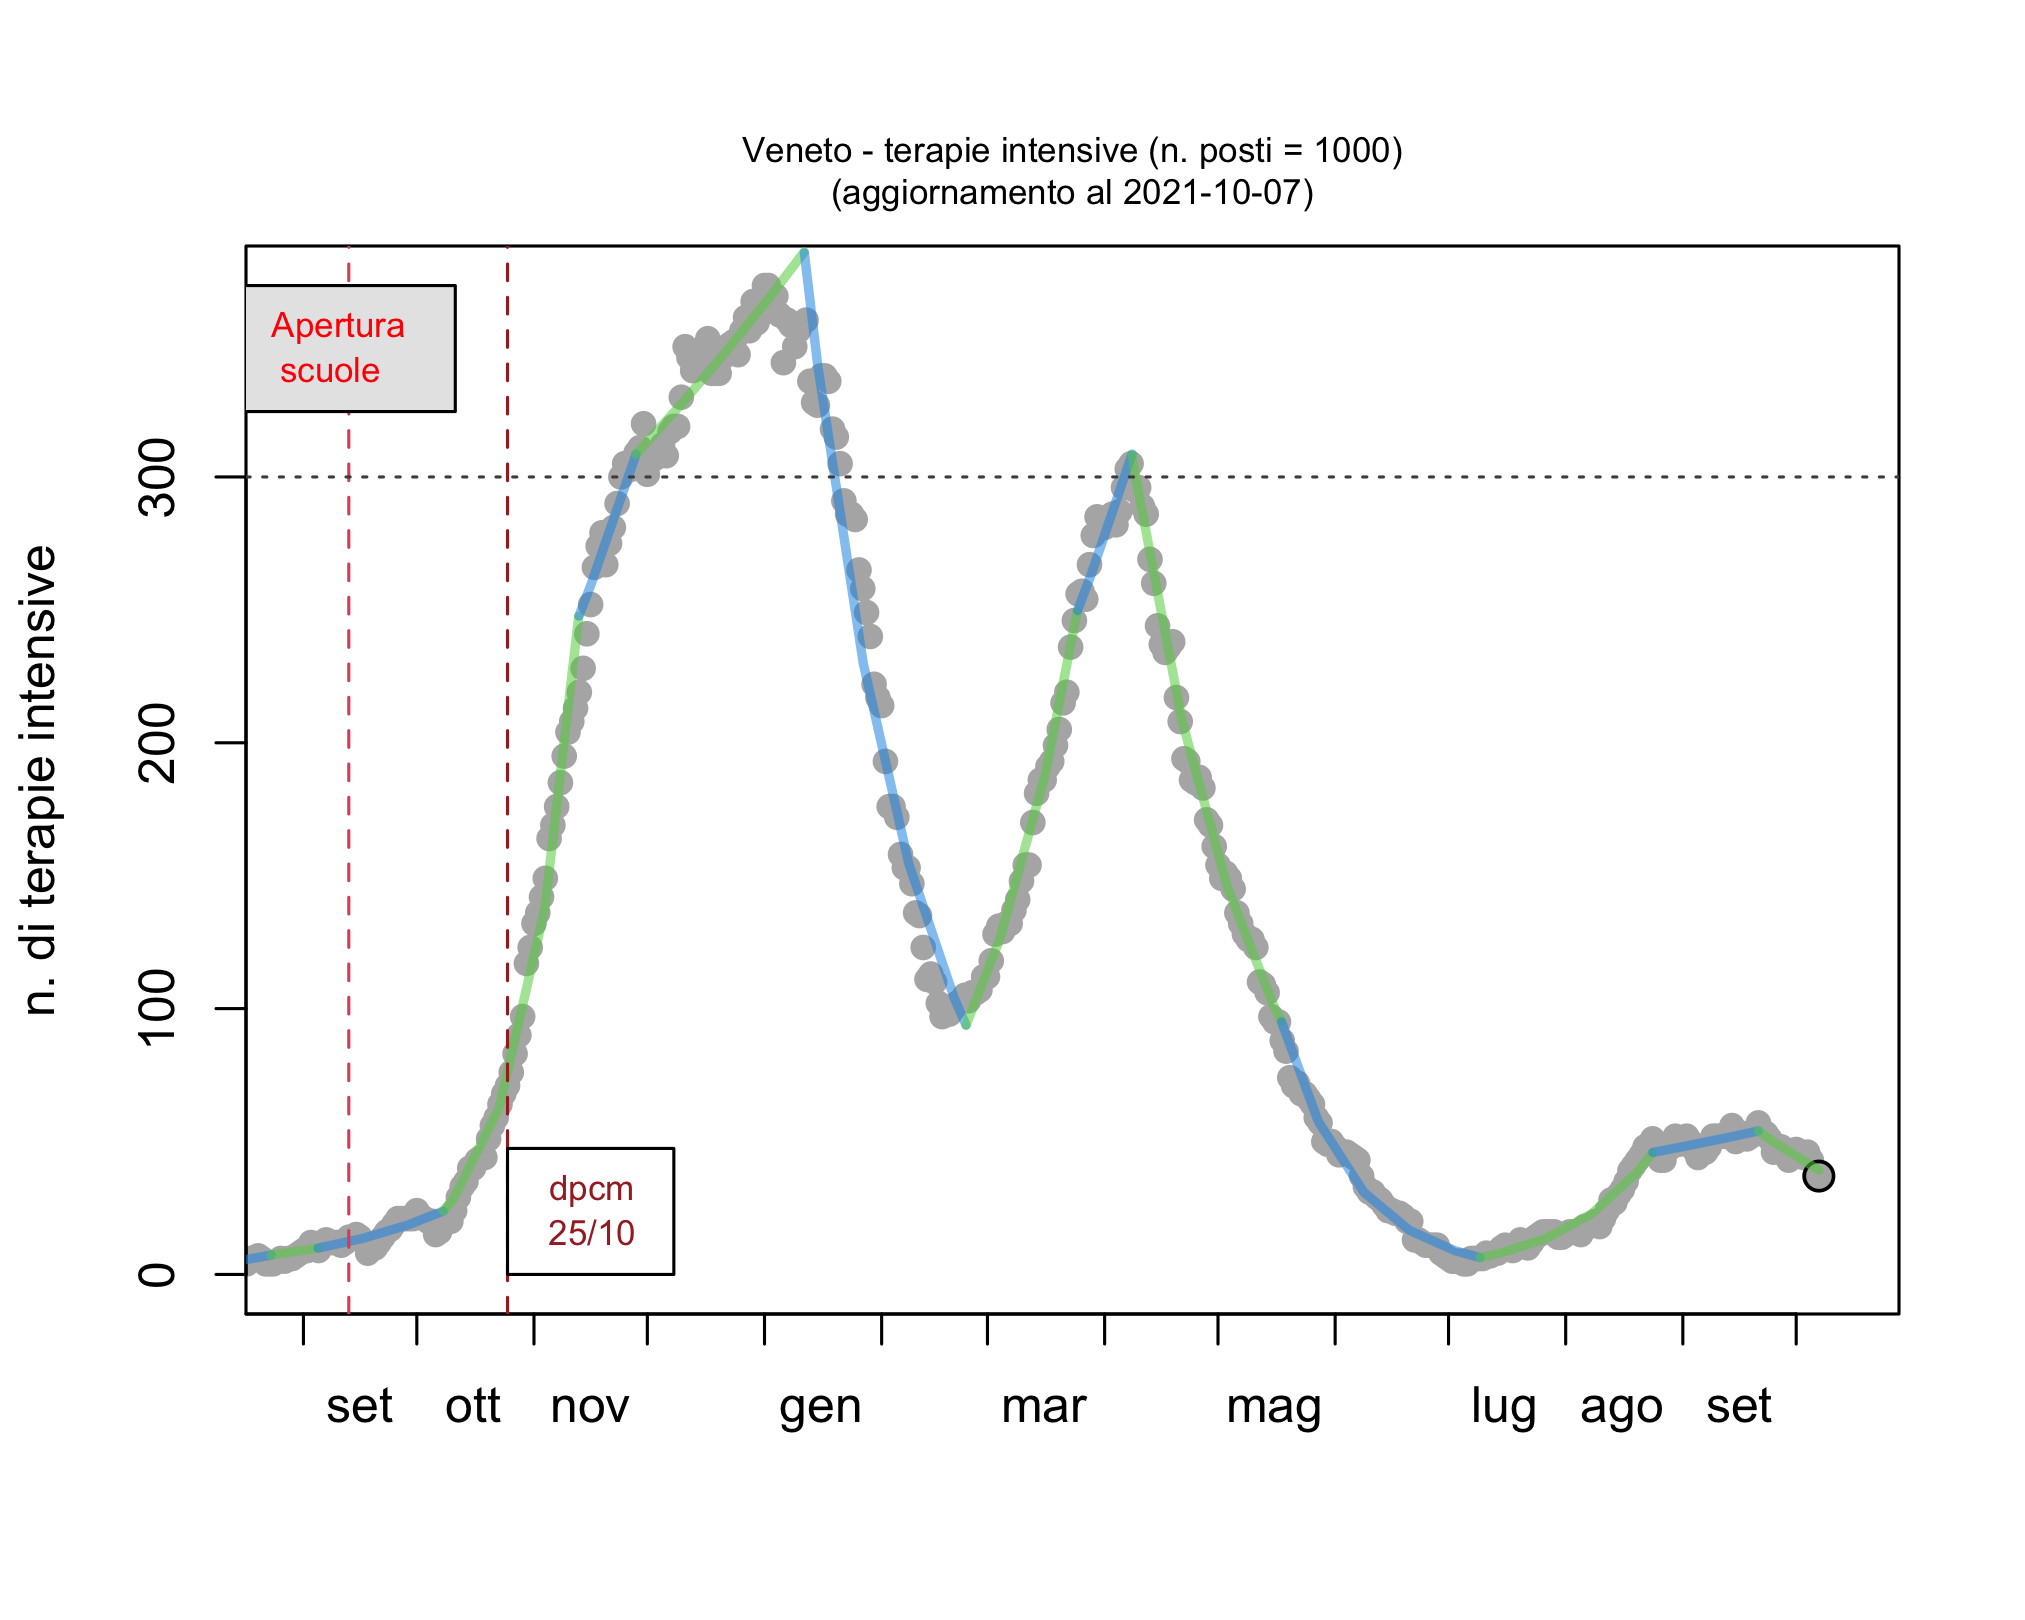 Veneto - terapie intensive (n. posti = 1000)
(aggiornamento al 2021-10-07)
Apertura
scuole
n. di terapie intensive
300
200
100
0
dpcm
25/10
set ott nov gen mar mag lug ago set